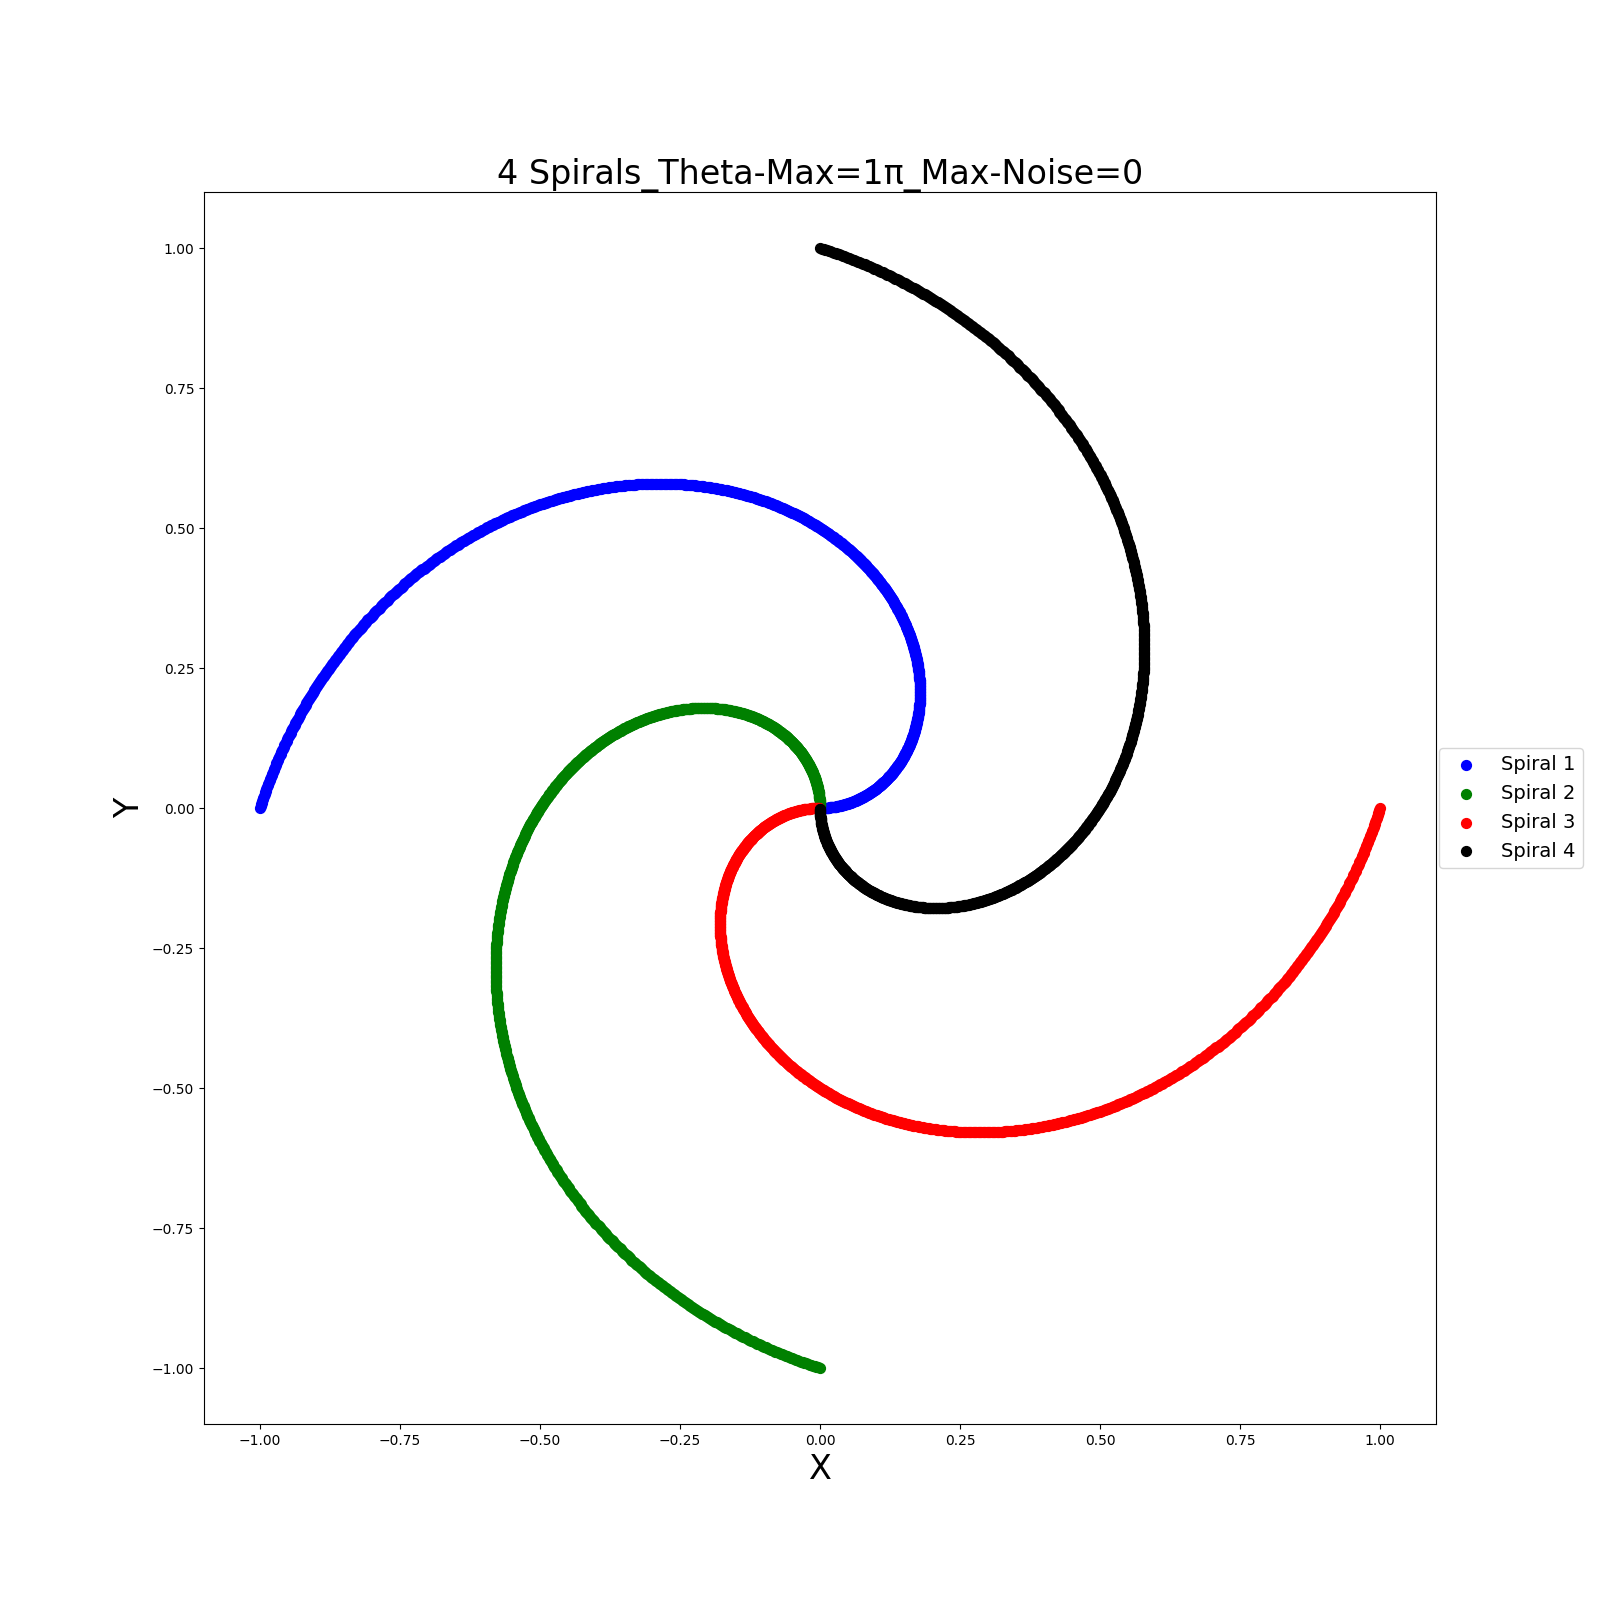 4 Spirals_Theta-Max=1π_Max-Noise=0
1.00
0.75
0.50
0.25
0.00
−0.25
−0.50
−0.75
−1.00
Y
−1.00 −0.75 −0.50 −0.25 0.00 0.25 0.50 0.75 1.00
X
Spiral 1
Spiral 2
Spiral 3
Spiral 4